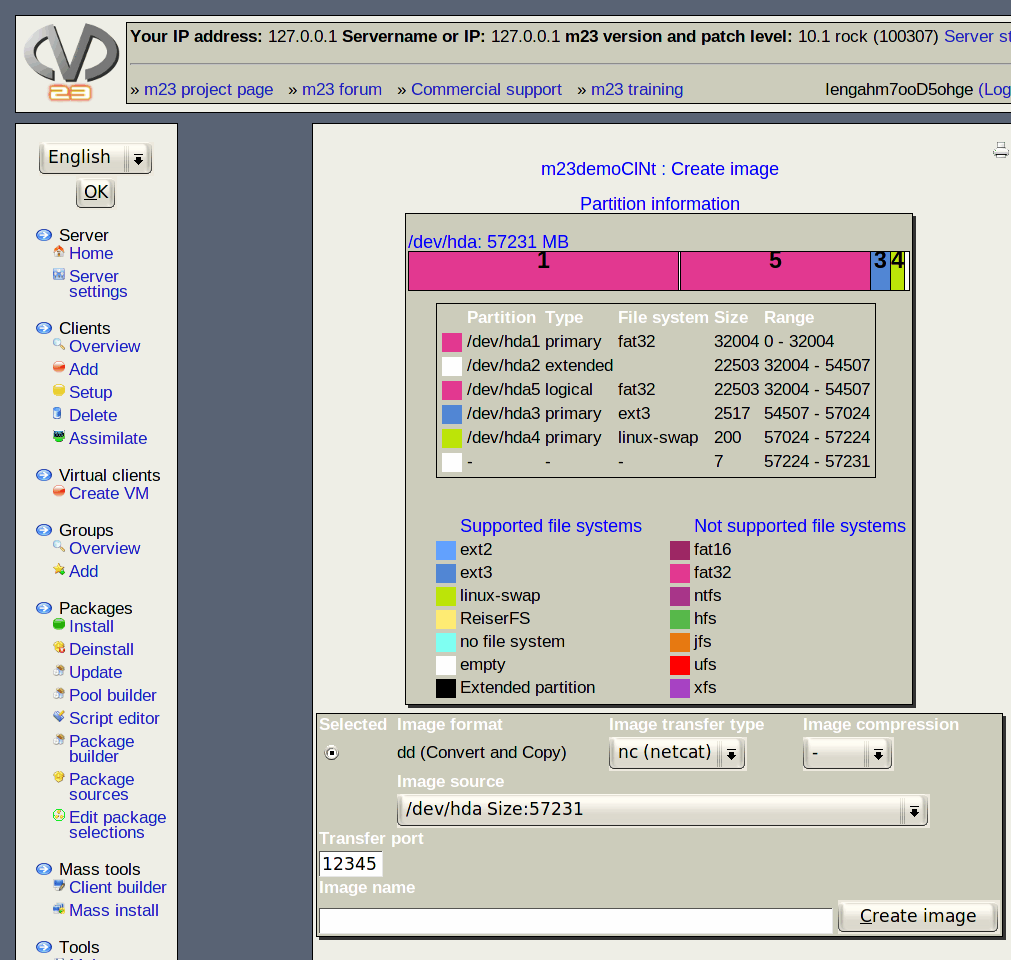 23
Your IP address: 127.0.0.1 Servername or IP: 127.0.0.1 m23 version and patch level: 10.1 rock (100307) Server st
» m23 project page » m23 forum » Commercial support » m23 training Iengahm7ooD5ohge (Log
English
OK
Server
Home
Server
settings
Clients
Overview
Add
Setup
Delete
Assimilate
Virtual clients
Create VM
Groups
Overview
Add
Packages
Install
Deinstall
Update
Pool builder
Script editor
Package
builder
Package
sources
Edit package
selections
Mass tools
Client builder
Mass install
Tools
m23demoClNt : Create image
Partition information
/dev/hda: 57231 MB
1 5 3 4
Partition Type File system Size Range
/dev/hda1 primary fat32 32004 0 - 32004
/dev/hda2 extended 22503 32004 - 54507
/dev/hda5 logical fat32 22503 32004 - 54507
/dev/hda3 primary ext3 2517 54507 - 57024
/dev/hda4 primary linux-swap 200 57024 - 57224
- - - 7 57224 - 57231
Supported file systems Not supported file systems
ext2 fat16
ext3 fat32
linux-swap ntfs
ReiserFS hfs
no file system jfs
empty ufs
Extended partition xfs
Selected Image format Image transfer type Image compression
dd (Convert and Copy) nc (netcat) -
Image source
/dev/hda Size:57231
Transfer port
12345
Image name
Create image